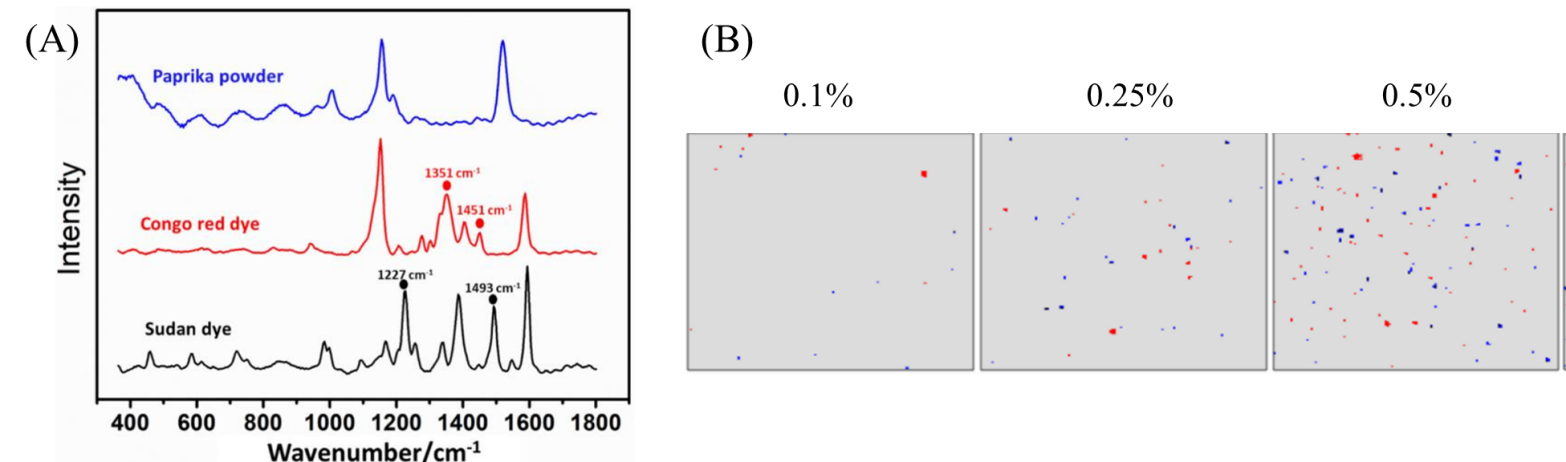 (A)
Paprika powder
1351 cm-1
1451 cm-1
Congo red dye
1227 cm-1
1493 cm-1
Sudan dye
Intensity
400 600 800 1000 1200 1400 1600 1800
Wavenumber/cm-1
(B)
0.1% 0.25% 0.5%